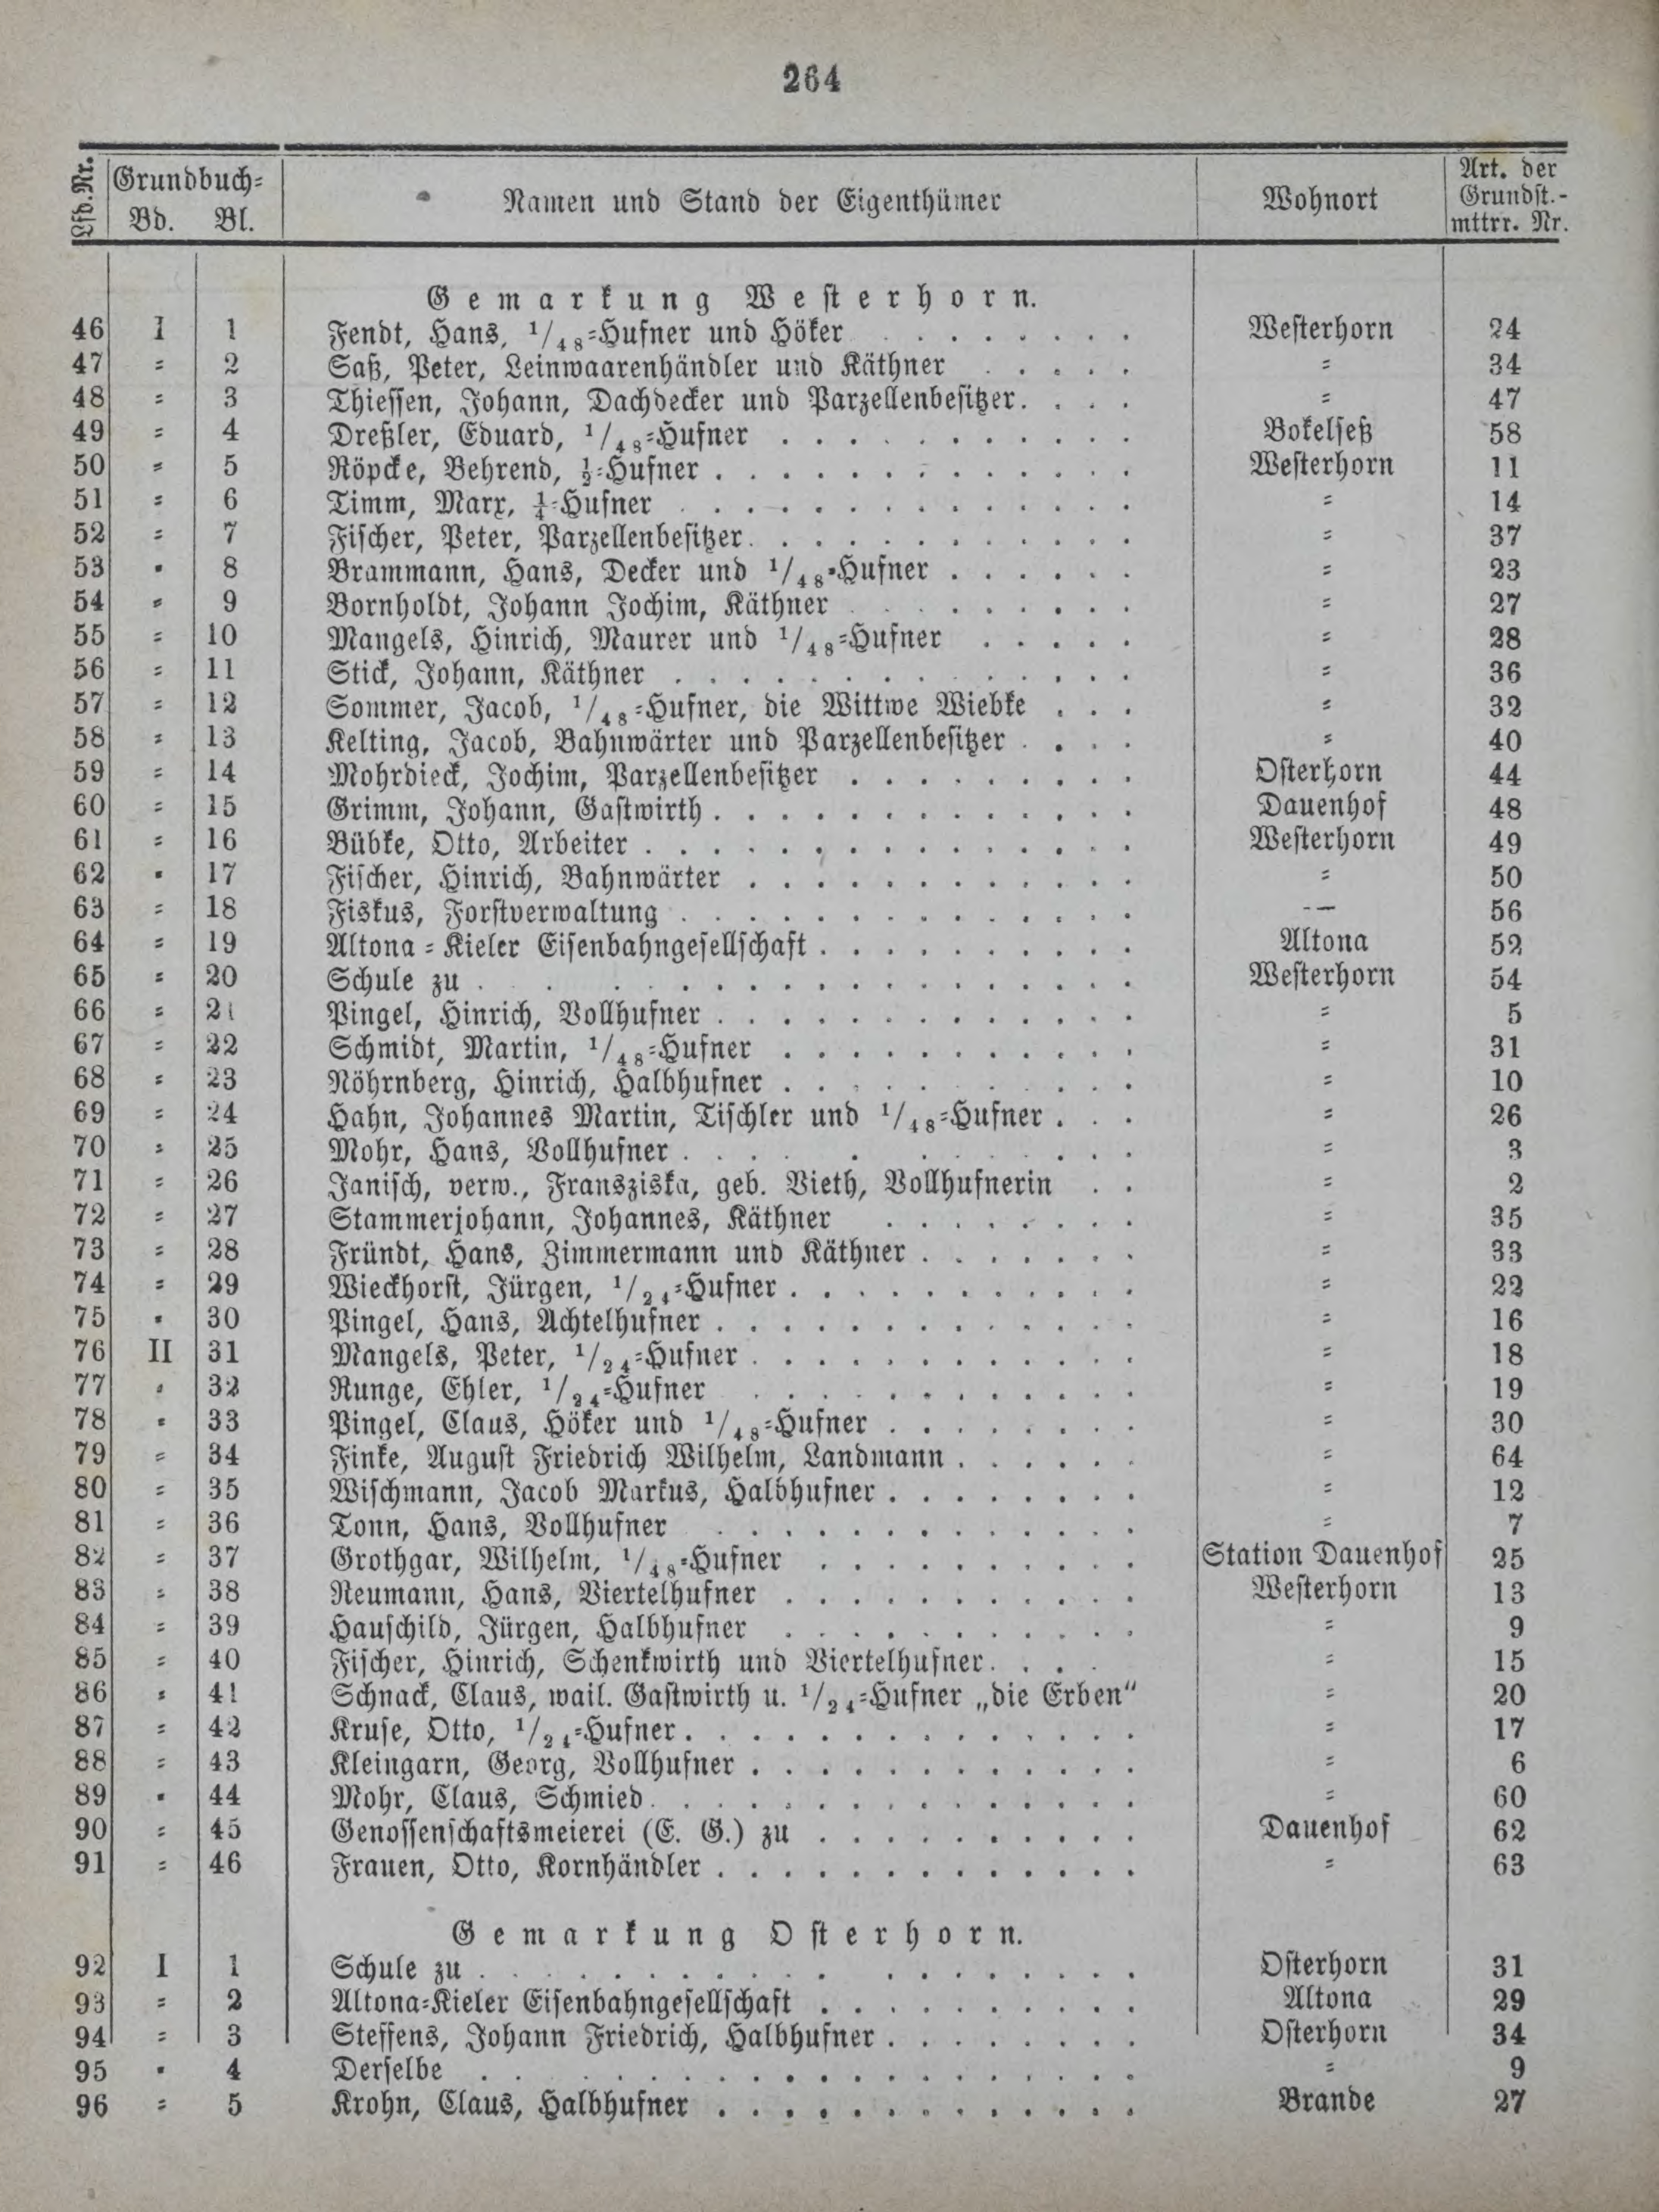 264
Lfd. Nr. Grundbuch= Bd. Bl. Namen und Stand der Eigenthümer Wohnort Art. der Grundst.- mttrr. Nr.
Gemarkung Westerhorn.
46 I 1 Fendt, Hans, 1/48=Hufner und Höker . . . . . . . . Westerhorn 24
47 = 2 Saß, Peter, Leinwaarenhändler und Käthner . . . . . = 34
48 = 3 Thiessen, Johann, Dachdecker und Parzellenbesitzer. . . . = 47
49 = 4 Dreßler, Eduard, 1/48=Hufner . . . . . . . . . . . Bokelseß 58
50 = 5 Röpcke, Behrend, ½=Hufner . . . . . . . . . . . . . Westerhorn 11
51 = 6 Timm, Marx, ¼=Hufner . . . . . . . . . . . . . . = 14
52 = 7 Fischer, Peter, Parzellenbesitzer. . . . . . . . . . . . = 37
53 = 8 Brammann, Hans, Decker und 1/48=Hufner . . . . . . = 23
54 = 9 Bornholdt, Johann Jochim, Käthner . . . . . . . . . = 27
55 = 10 Mangels, Hinrich, Maurer und 1/48=Hufner . . . . . = 28
56 = 11 Stick, Johann, Käthner . . . . . . . . . . . . . . = 36
57 = 12 Sommer, Jacob, 1/48=Hufner, die Wittwe Wiebke . . . = 32
58 = 13 Kelting, Jacob, Bahnwärter und Parzellenbesitzer . . . . = 40
59 = 14 Mohrdieck, Jochim, Parzellenbesitzer . . . . . . . . . Osterhorn 44
60 = 15 Grimm, Johann, Gastwirth . . . . . . . . . . . . . Dauenhof 48
61 = 16 Bübke, Otto, Arbeiter . . . . . . . . . . . . . . . Westerhorn 49
62 = 17 Fischer, Hinrich, Bahnwärter . . . . . . . . . . . . = 50
63 = 18 Fiskus, Forstverwaltung . . . . . . . . . . . . . . -— 56
64 = 19 Altona = Kieler Eisenbahngesellschaft . . . . . . . . . . Altona 52
65 = 20 Schule zu . . . . . . . . . . . . . . . . . . . Westerhorn 54
66 = 21 Pingel, Hinrich, Vollhufner . . . . . . . . . . . . . = 5
67 = 22 Schmidt, Martin, 1/48=Hufner . . . . . . . . . . . = 31
68 = 23 Nöhrnberg, Hinrich, Halbhufner . . . . . . . . . . = 10
69 = 24 Hahn, Johannes Martin, Tischler und 1/48=Hufner . . . = 26
70 = 25 Mohr, Hans, Vollhufner . . . . . . . . . . . . = 3
71 = 26 Janisch, verw., Fransziska, geb. Vieth, Vollhufnerin . . = 2
72 = 27 Stammerjohann, Johannes, Käthner . . . . . . . . = 35
73 = 28 Fründt, Hans, Zimmermann und Käthner . . . . . . . = 33
74 = 29 Wieckhorst, Jürgen, 1/24=Hufner . . . . . . . . . . . = 22
75 = 30 Pingel, Hans, Achtelhufner . . . . . . . . . . . . . = 16
76 II 31 Mangels, Peter, 1/24=Hufner . . . . . . . . . . . . = 18
77 = 32 Runge, Ehler, 1/24=Hufner . . . . . . . . . . . . = 19
78 = 33 Pingel, Claus, Höker und 1/48=Hufner . . . . . . . . = 30
79 = 34 Finke, August Friedrich Wilhelm, Landmann . . . . . . = 64
80 = 35 Wischmann, Jacob Markus, Halbhufner . . . . . . . . = 12
81 = 36 Tonn, Hans, Vollhufner . . . . . . . . . . . . . = 7
82 = 37 Grothgar, Wilhelm, 1/48=Hufner . . . . . . . . . . Station Dauenhof 25
83 = 38 Neumann, Hans, Viertelhufner . . . . . . . . . . . Westerhorn 13
84 = 39 Hauschild, Jürgen, Halbhufner . . . . . . . . . . . = 9
85 = 40 Fischer, Hinrich, Schenkwirth und Viertelhufner. . . . = 15
86 = 41 Schnack, Claus, wail. Gastwirth u. 1/24=Hufner „die Erben“ = 20
87 = 42 Kruse, Otto, 1/24=Hufner . . . . . . . . . . . . . . = 17
88 = 43 Kleingarn, Georg, Vollhufner . . . . . . . . . . . . = 6
89 = 44 Mohr, Claus, Schmied. . . . . . . . . . . . . . . = 60
90 = 45 Genossenschaftsmeierei (E. G.) zu . . . . . . . . . . Dauenhof 62
91 = 46 Frauen, Otto, Kornhändler . . . . . . . . . . . . . = 63
Gemarkung Osterhorn.
92 I 1 Schule zu . . . . . . . . . . . . . . . . . . . Osterhorn 31
93 = 2 Altona=Kieler Eisenbahngesellschaft . . . . . . . . . . Altona 29
94 = 3 Steffens, Johann Friedrich, Halbhufner . . . . . . . . Osterhorn 34
95 = 4 Derselbe . . . . . . . . . . . . . . . . . . . = 9
96 = 5 Krohn, Claus, Halbhufner . . . . . . . . . . . . . Brande 27